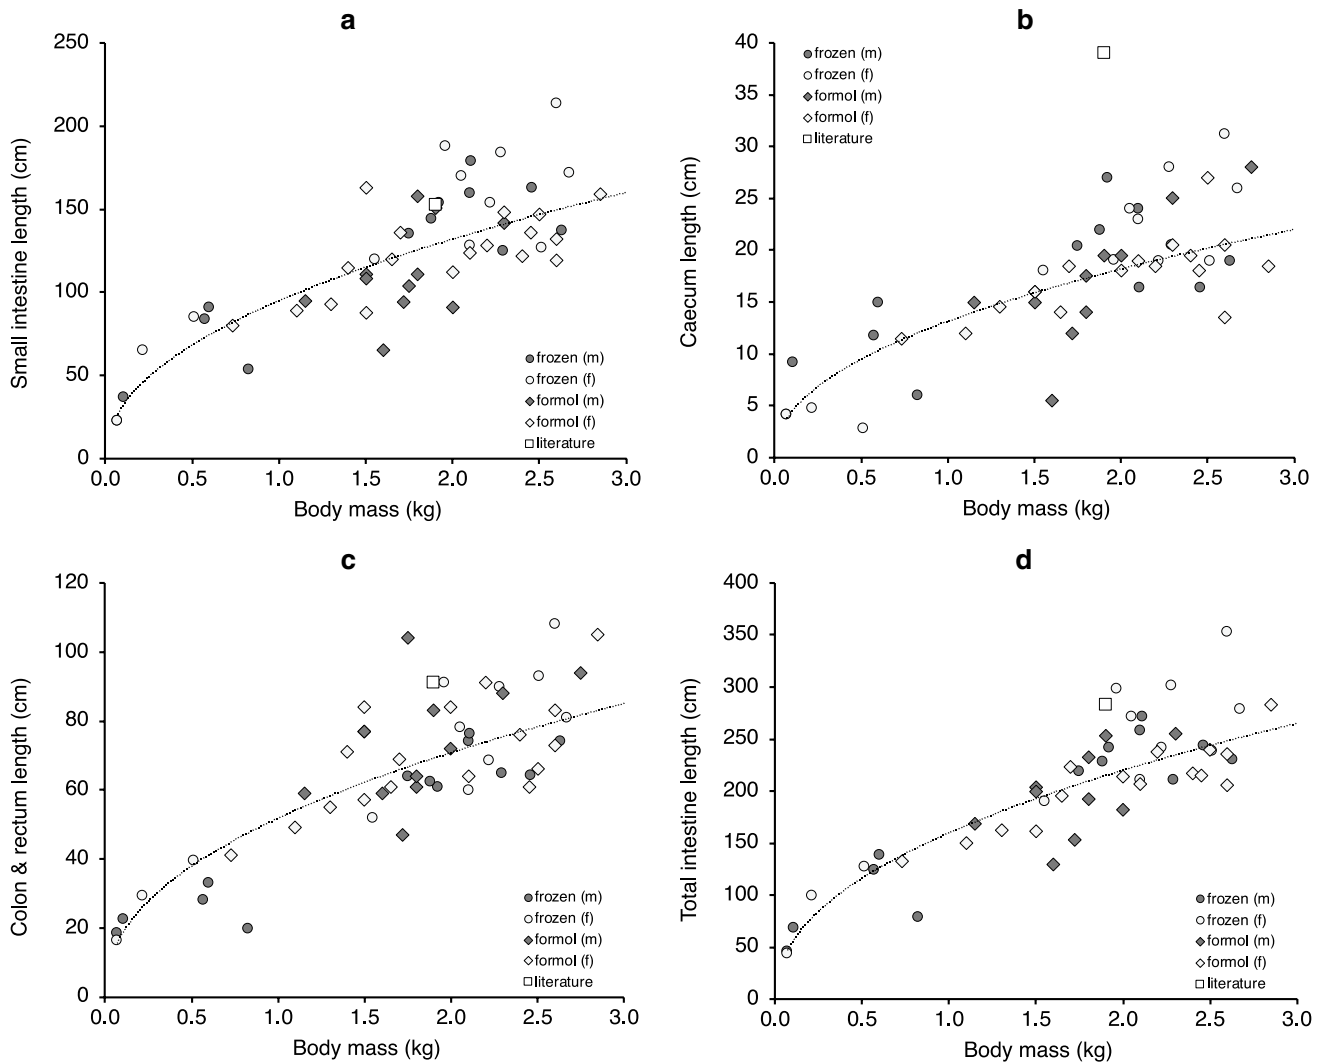 a
250
200
150
100
50
0
0.0 0.5 1.0 1.5 2.0 2.5 3.0
Small intestine length (cm)
Body mass (kg)
frozen (m)
frozen (f)
formol (m)
formol (f)
literature
b
40
35
30
25
20
15
10
5
0
0.0 0.5 1.0 1.5 2.0 2.5 3.0
Caecum length (cm)
Body mass (kg)
frozen (m)
frozen (f)
formol (m)
formol (f)
literature
c
120
100
80
60
40
20
0
0.0 0.5 1.0 1.5 2.0 2.5 3.0
Colon & rectum length (cm)
Body mass (kg)
frozen (m)
frozen (f)
formol (m)
formol (f)
literature
d
400
350
300
250
200
150
100
50
0
0.0 0.5 1.0 1.5 2.0 2.5 3.0
Total intestine length (cm)
Body mass (kg)
frozen (m)
frozen (f)
formol (m)
formol (f)
literature